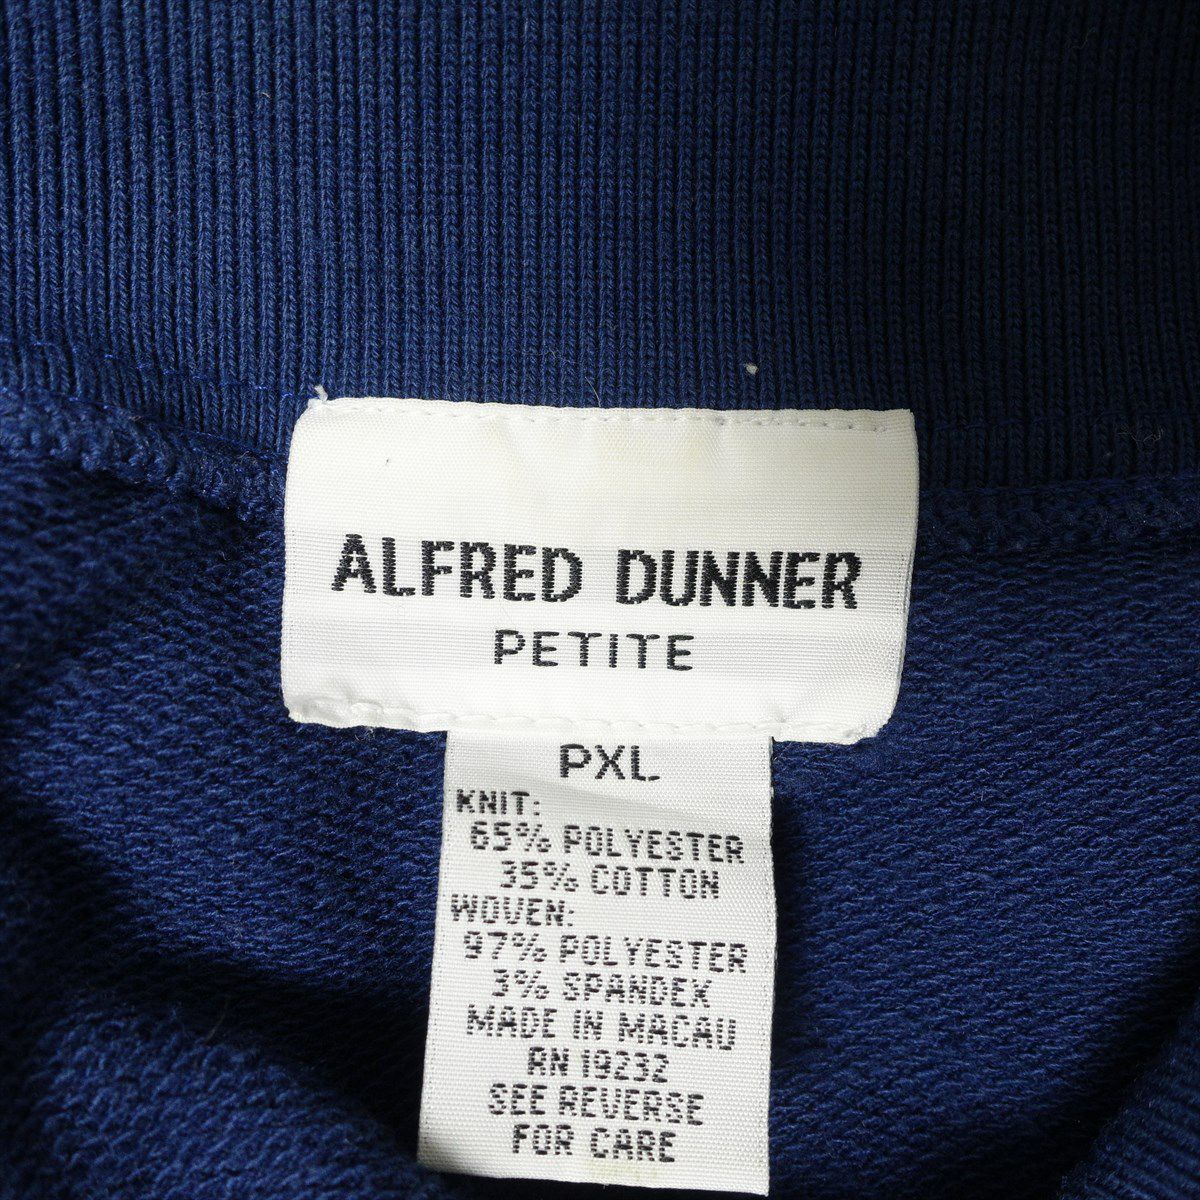 ALFRED DUNNER
PETITE
PXL
KNIT:
65% POLYESTER
35% COTTON
WOVEN:
97% POLYESTER
3% SPANDEX
MADE IN MACAU
RN 19232
SEE REVERSE
FOR CARE